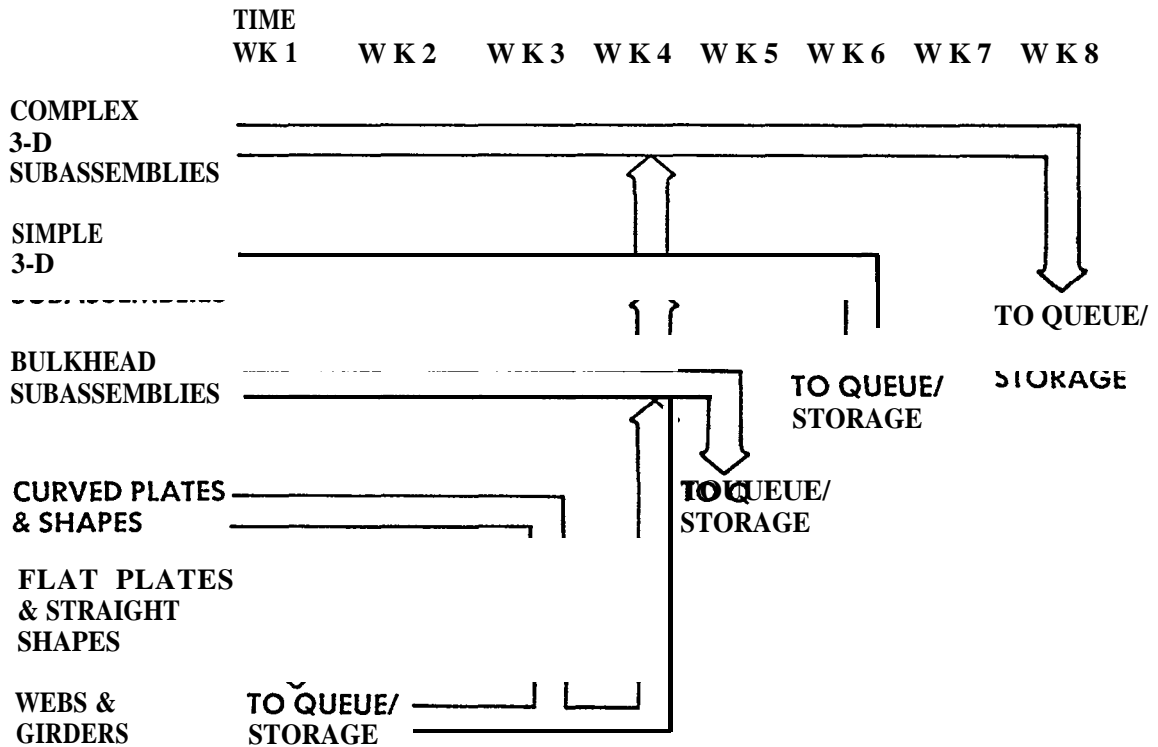 TIME
WK 1 WK 2 WK 3 WK 4 WK 5 WK 6 WK 7 WK 8
COMPLEX
3-D
SUBASSEMBLIES
SIMPLE
3-D
SUBASSEMBLIES
TO QUEUE/
STORAGE
BULKHEAD
SUBASSEMBLIES
TO QUEUE/
STORAGE
CURVED PLATES
& SHAPES
TO QUEUE/
STORAGE
FLAT PLATES
& STRAIGHT
SHAPES
WEBS &
GIRDERS
TO QUEUE/
STORAGE